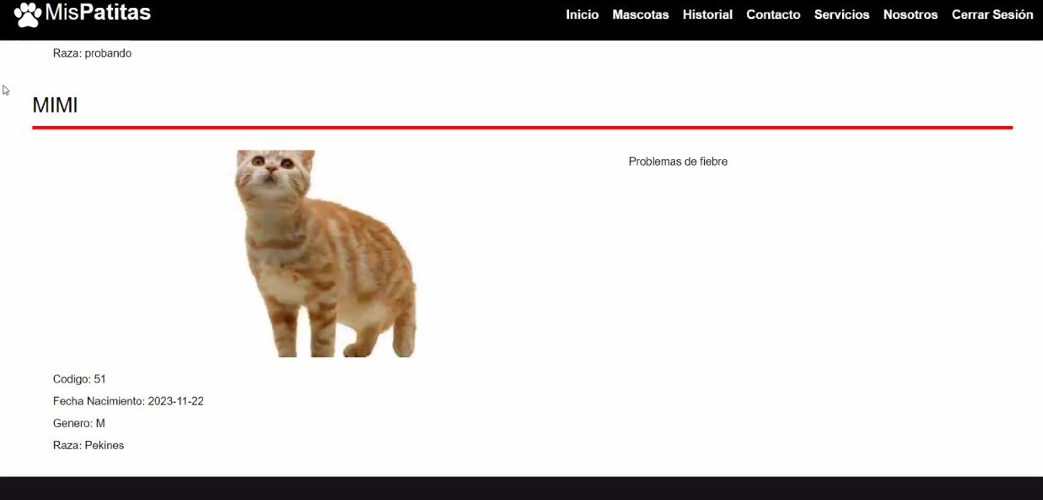 MisPatitas
Inicio Mascotas Historial Contacto Servicios Nosotros Cerrar Sesión
Raza: probando
MIMI
Problemas de fiebre
Codigo: 51
Fecha Nacimiento: 2023-11-22
Genero: M
Raza: Pekines